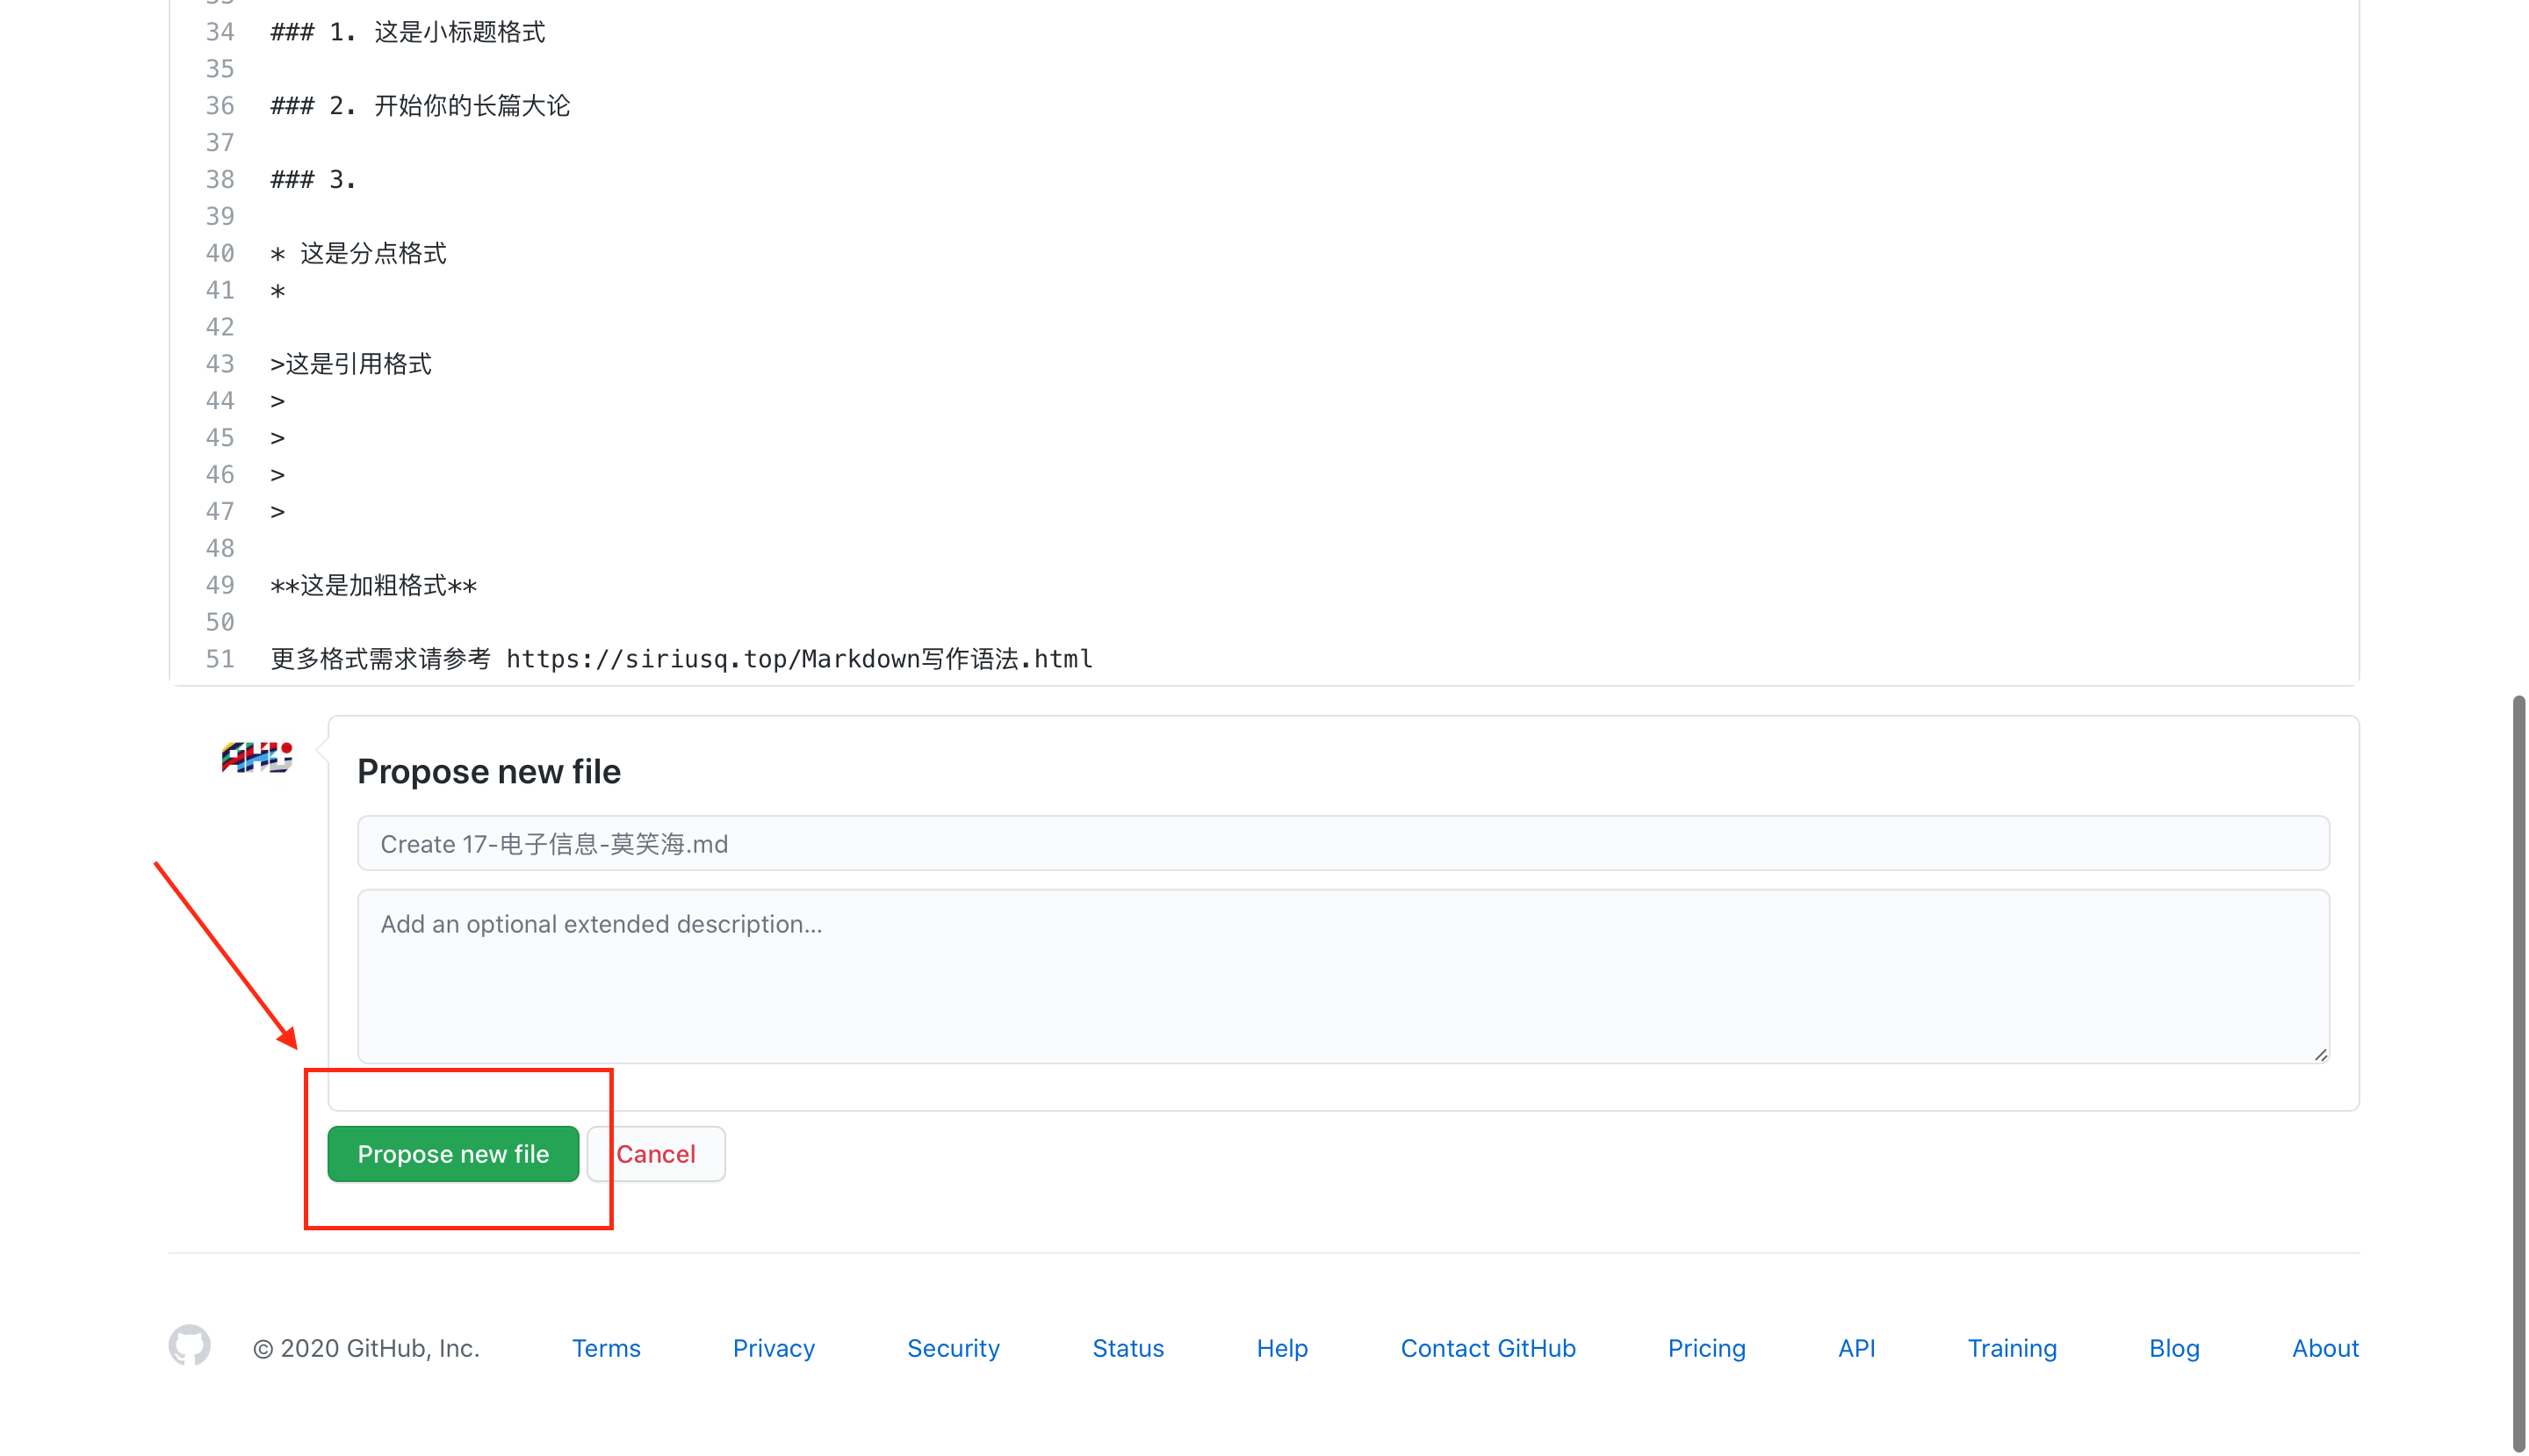 34 ### 1. 这是小标题格式
35
36 ### 2. 开始你的长篇大论
37
38 ### 3.
39
40 * 这是分点格式
41 *
42
43 >这是引用格式
44 >
45 >
46 >
47 >
48
49 **这是加粗格式**
50
51 更多格式需求请参考 https://siriusq.top/Markdown写作语法.html
AHL
Propose new file
Create 17-电子信息-莫笑海.md
Add an optional extended description...
Propose new file Cancel
© 2020 GitHub, Inc. Terms Privacy Security Status Help Contact GitHub Pricing API Training Blog About